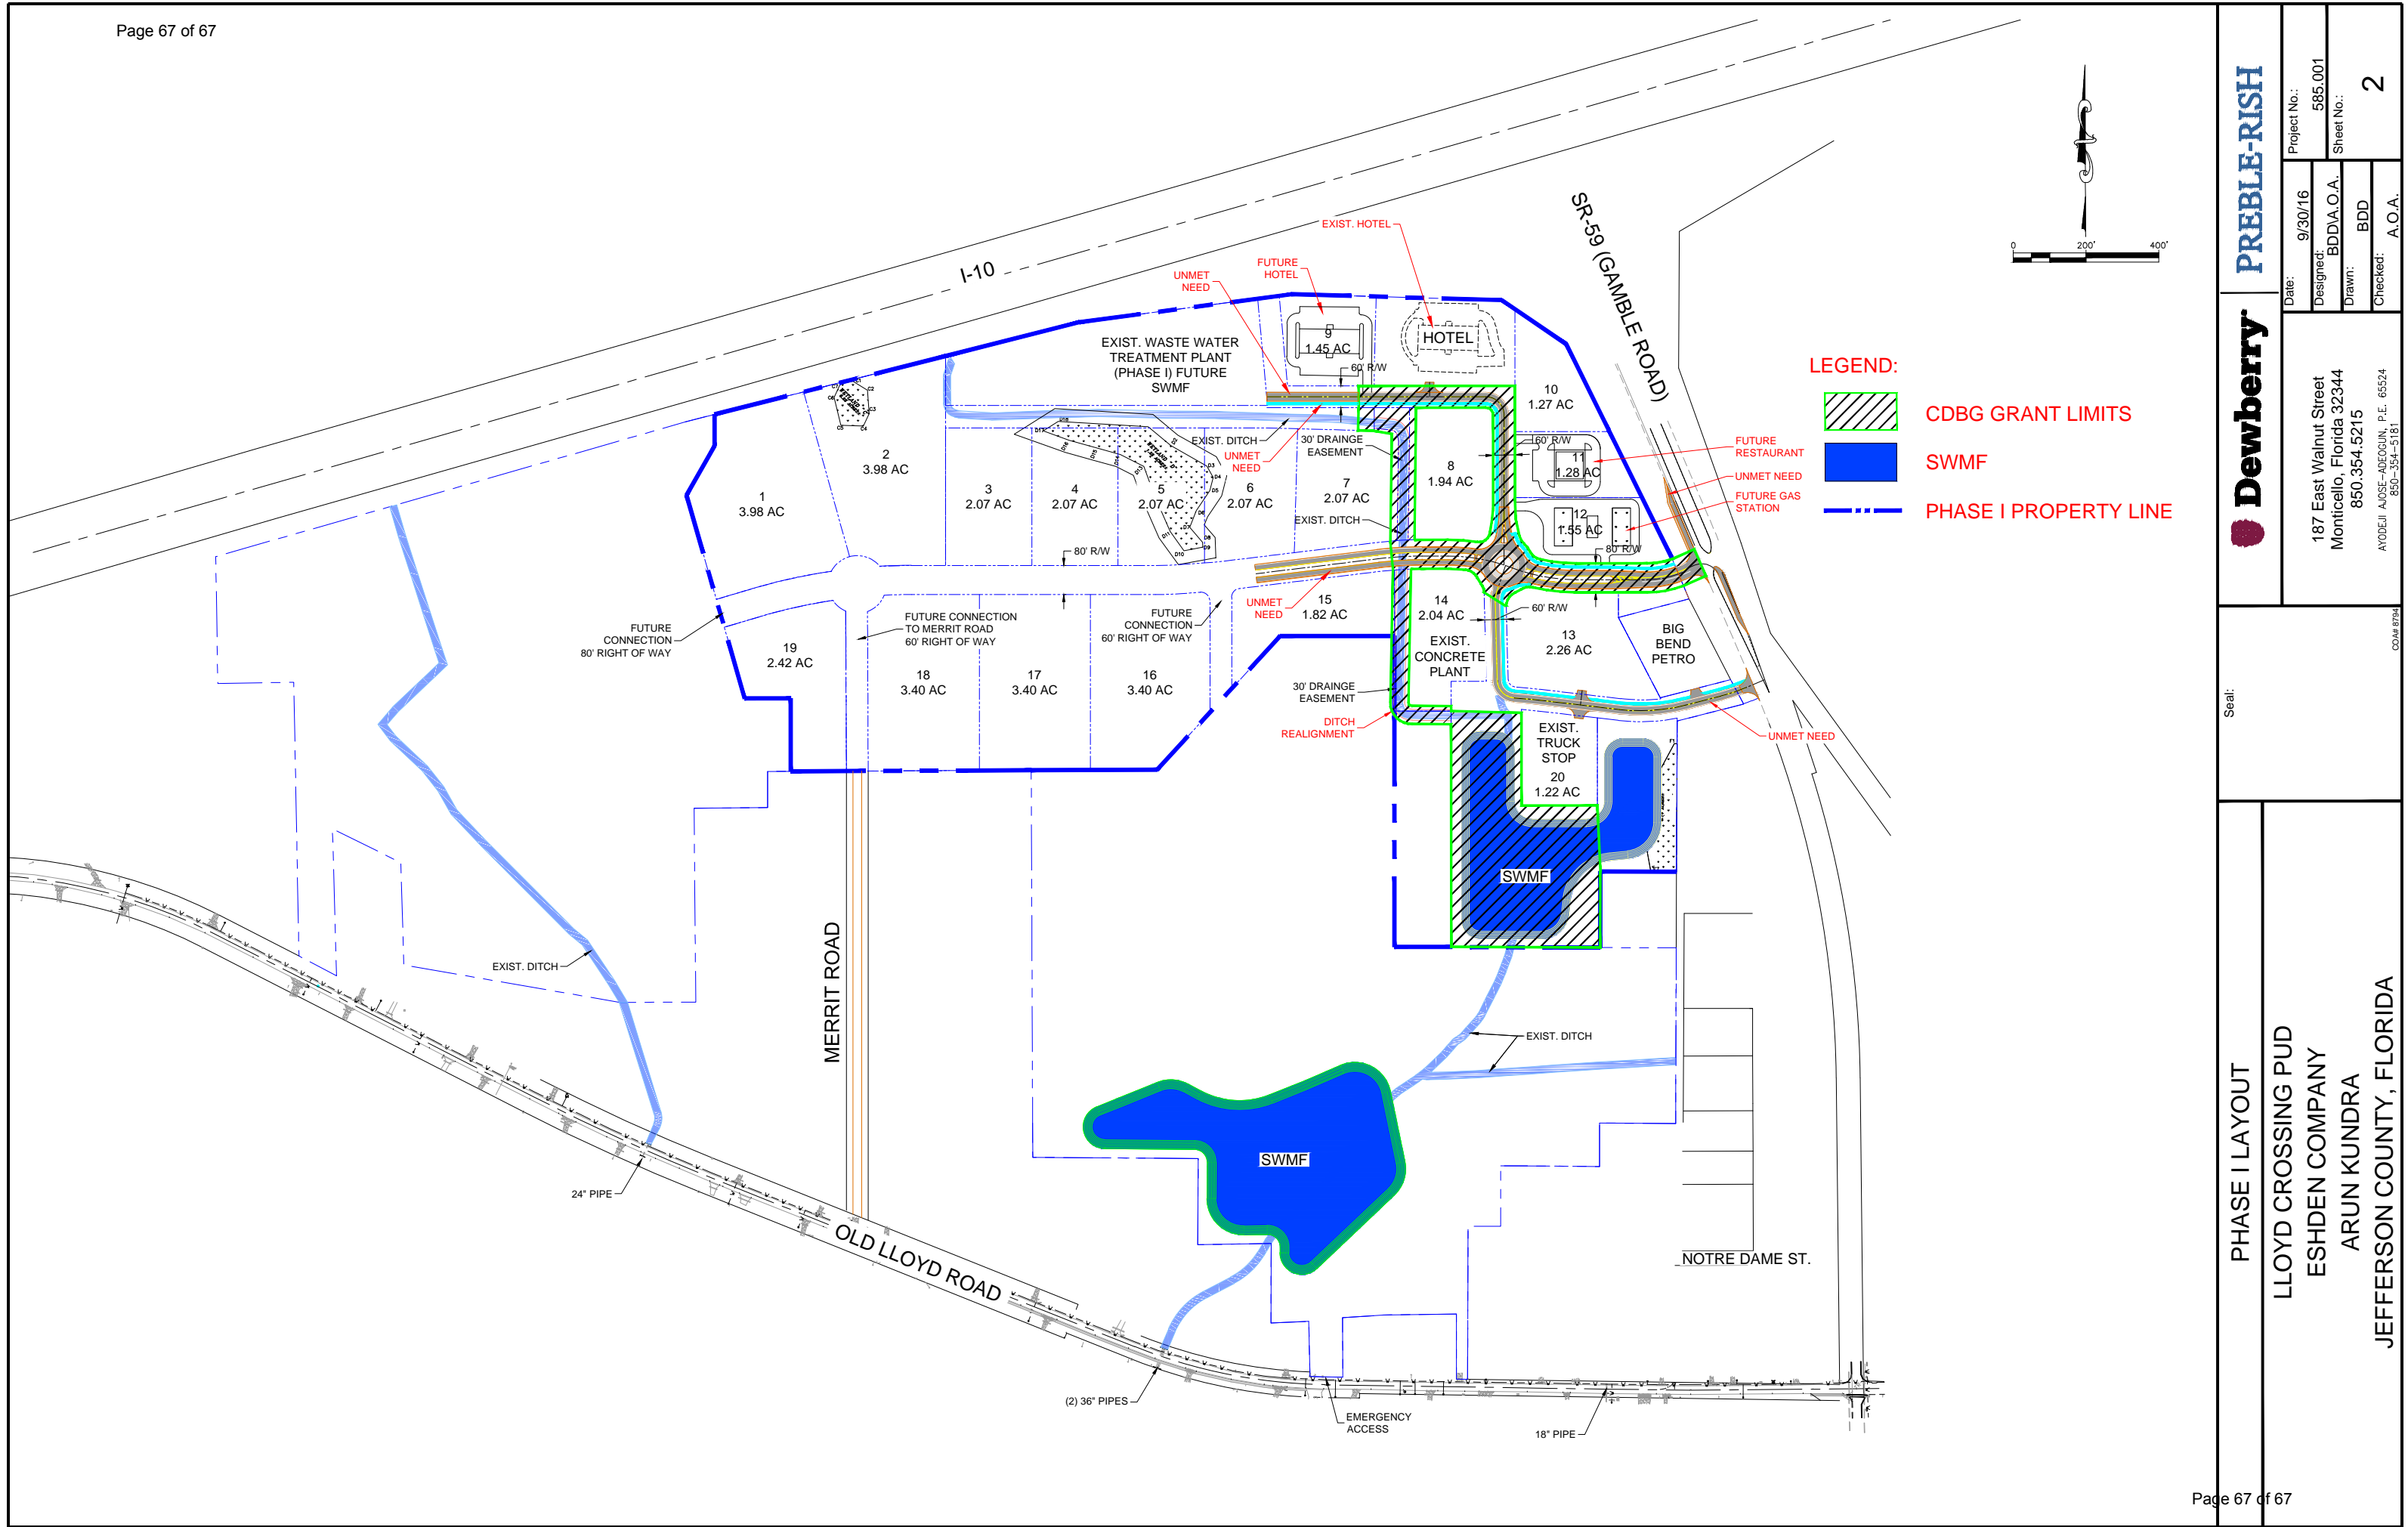 Page 67 of 67
I-10
SR-59 (GAMBLE ROAD)
0
200'
400'
EXIST. HOTEL
FUTURE
HOTEL
UNMET
NEED
EXIST. WASTE WATER
TREATMENT PLANT
(PHASE I) FUTURE
SWMF
9
1.45 AC
HOTEL
60' R/W
10
1.27 AC
LEGEND:
CDBG GRANT LIMITS
SWMF
PHASE I PROPERTY LINE
1
3.98 AC
2
3.98 AC
3
2.07 AC
4
2.07 AC
5
2.07 AC
6
2.07 AC
7
2.07 AC
8
1.94 AC
EXIST. DITCH
30' DRAINGE
EASEMENT
UNMET
NEED
EXIST. DITCH
60' R/W
11
1.28 AC
FUTURE
RESTAURANT
UNMET NEED
FUTURE GAS
STATION
12
1.55 AC
80' R/W
80' R/W
FUTURE
CONNECTION
80' RIGHT OF WAY
FUTURE CONNECTION
TO MERRIT ROAD
60' RIGHT OF WAY
FUTURE
CONNECTION
60' RIGHT OF WAY
UNMET
NEED
15
1.82 AC
14
2.04 AC
EXIST.
CONCRETE
PLANT
60' R/W
13
2.26 AC
BIG
BEND
PETRO
19
2.42 AC
18
3.40 AC
17
3.40 AC
16
3.40 AC
30' DRAINGE
EASEMENT
DITCH
REALIGNMENT
EXIST.
TRUCK
STOP
20
1.22 AC
UNMET NEED
SWMF
EXIST. DITCH
MERRIT ROAD
EXIST. DITCH
SWMF
24" PIPE
OLD LLOYD ROAD
NOTRE DAME ST.
(2) 36" PIPES
EMERGENCY
ACCESS
18" PIPE
PREBLE-RISH
Dewberry
Project No.:
585.001
Sheet No.:
2
Date:
9/30/16
Designed:
BDD\A.O.A.
Drawn:
BDD
Checked:
A.O.A.
187 East Walnut Street
Monticello, Florida 32344
850.354.5215
AYODEJI AJOSE-ADEOGUN, P.E. 65524
850-354-5181
COA# 8794
Seal:
PHASE I LAYOUT
LLOYD CROSSING PUD
ESHDEN COMPANY
ARUN KUNDRA
JEFFERSON COUNTY, FLORIDA
Page 67 of 67